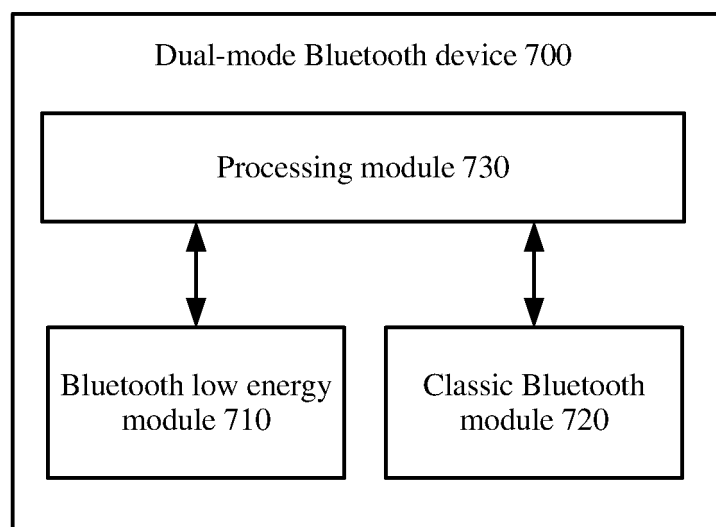 Dual-mode Bluetooth device 700
Processing module 730
Bluetooth low energy
module 710
Classic Bluetooth
module 720